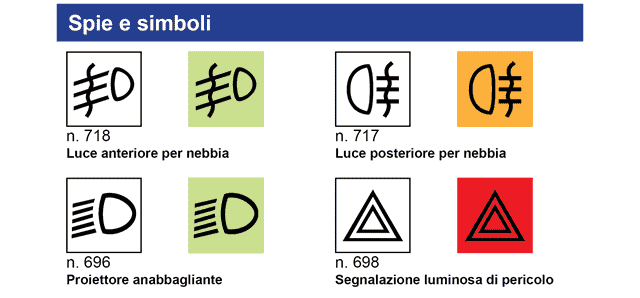 Spie e simboli
n. 718
Luce anteriore per nebbia
n. 717
Luce posteriore per nebbia
n. 696
Proiettore anabbagliante
n. 698
Segnalazione luminosa di pericolo